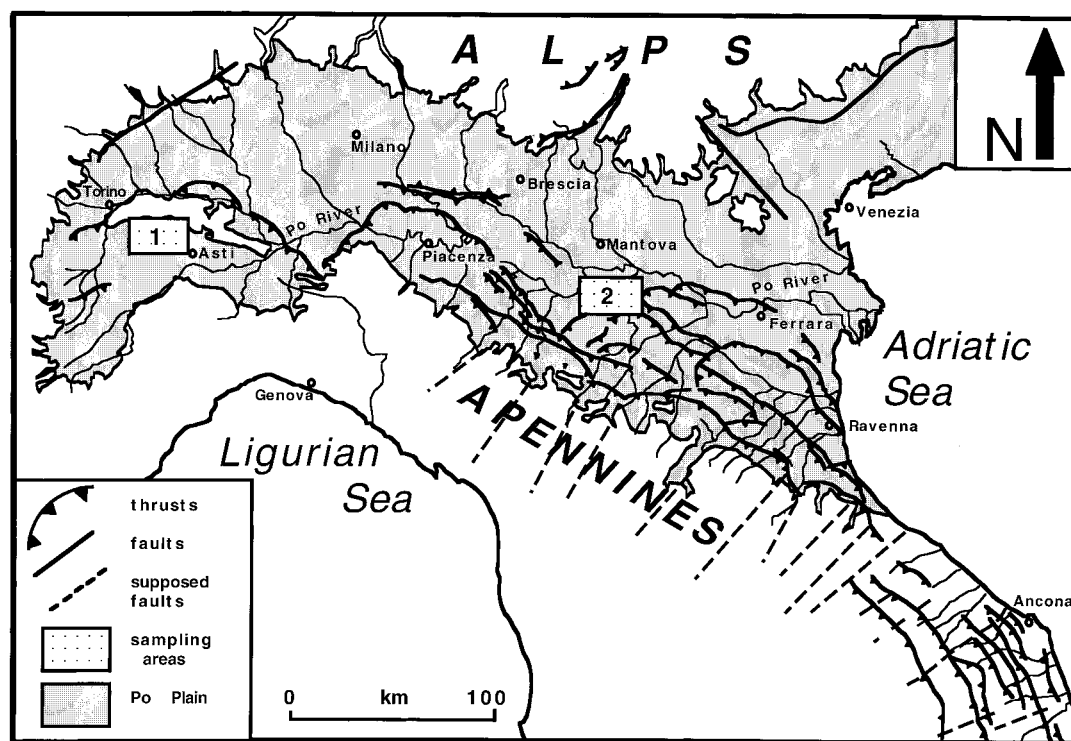 A L P S
N
Milano
Brescia
Torino
Venezia
Po River
1
Asti
Mantova
Piacenza
2
Po River
Ferrara
Adriatic
Sea
Genova
APENNINES
Ravenna
Ligurian
Sea
thrusts
faults
supposed
faults
sampling
areas
Po Plain
0 km 100
Ancona